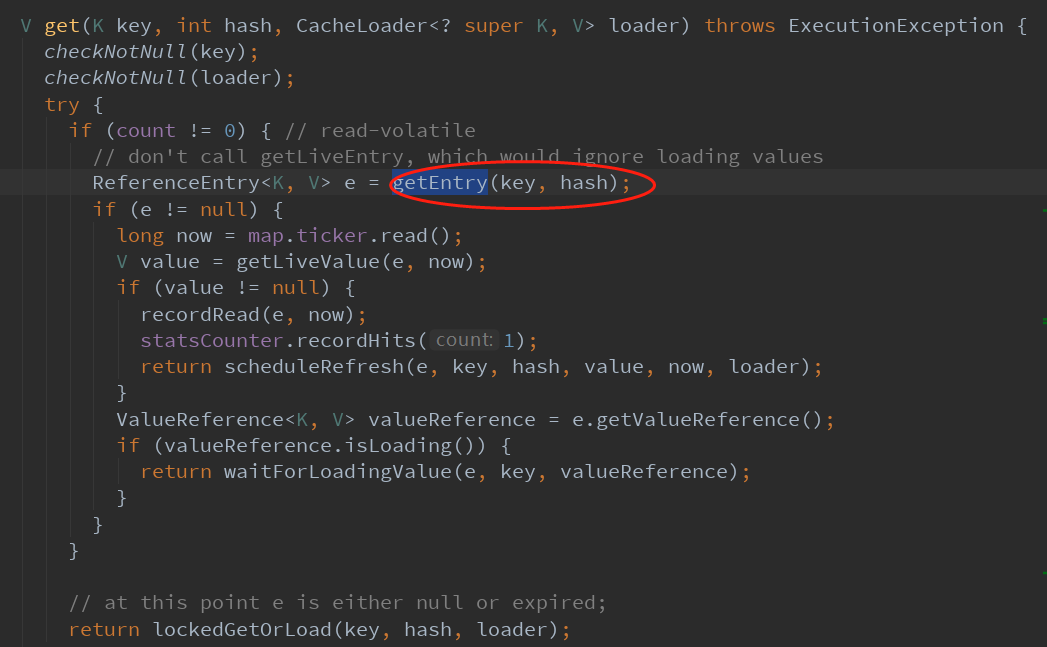 V get(K key, int hash, CacheLoader<? super K, V> loader) throws ExecutionException {
checkNotNull(key);
checkNotNull(loader);
try {
if (count != 0) { // read-volatile
// don't call getLiveEntry, which would ignore loading values
ReferenceEntry<K, V> e = getEntry(key, hash);
if (e != null) {
long now = map.ticker.read();
V value = getLiveValue(e, now);
if (value != null) {
recordRead(e, now);
statsCounter.recordHits( count: 1);
return scheduleRefresh(e, key, hash, value, now, loader);
}
ValueReference<K, V> valueReference = e.getValueReference();
if (valueReference.isLoading()) {
return waitForLoadingValue(e, key, valueReference);
}
}
}
// at this point e is either null or expired;
return lockedGetOrLoad(key, hash, loader);